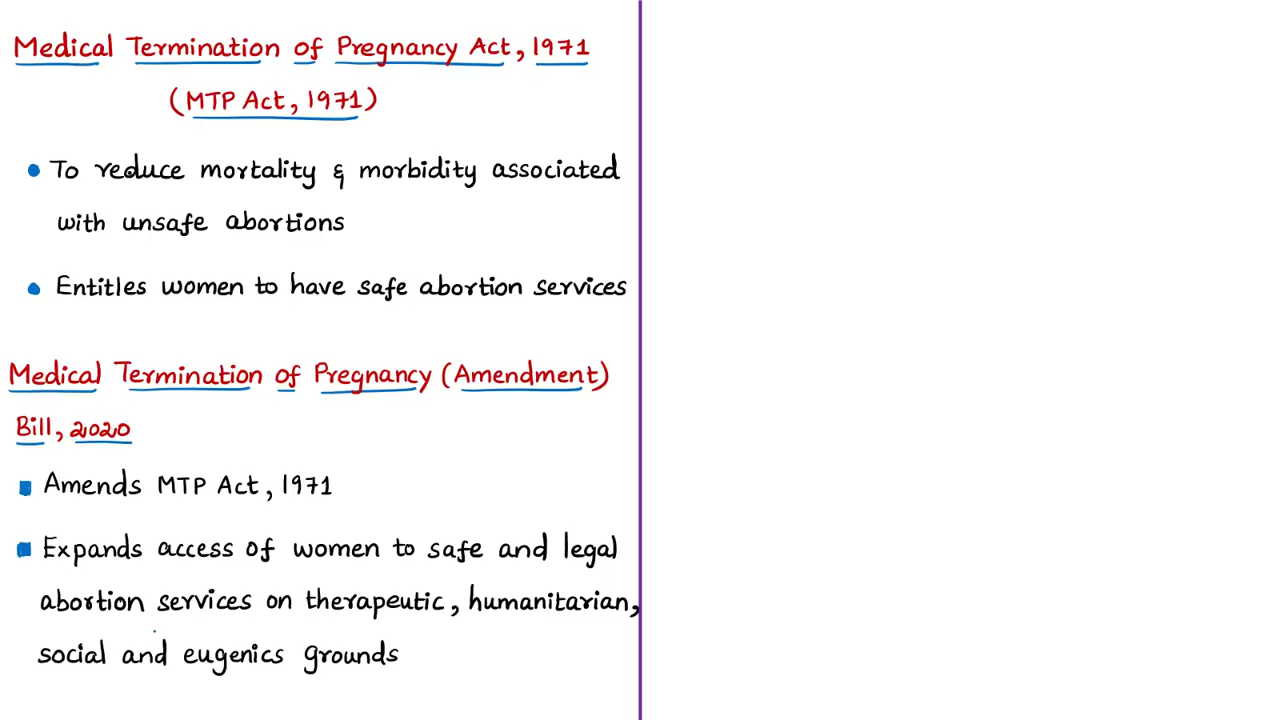 Medical Termination of Pregnancy Act, 1971
(MTP Act, 1971)
• To reduce mortality & morbidity associated
with unsafe abortions
• Entitles women to have safe abortion services
Medical Termination of Pregnancy (Amendment)
Bill, 2020
▪ Amends MTP Act, 1971
▪ Expands access of women to safe and legal
abortion services on therapeutic, humanitarian,
social and eugenics grounds